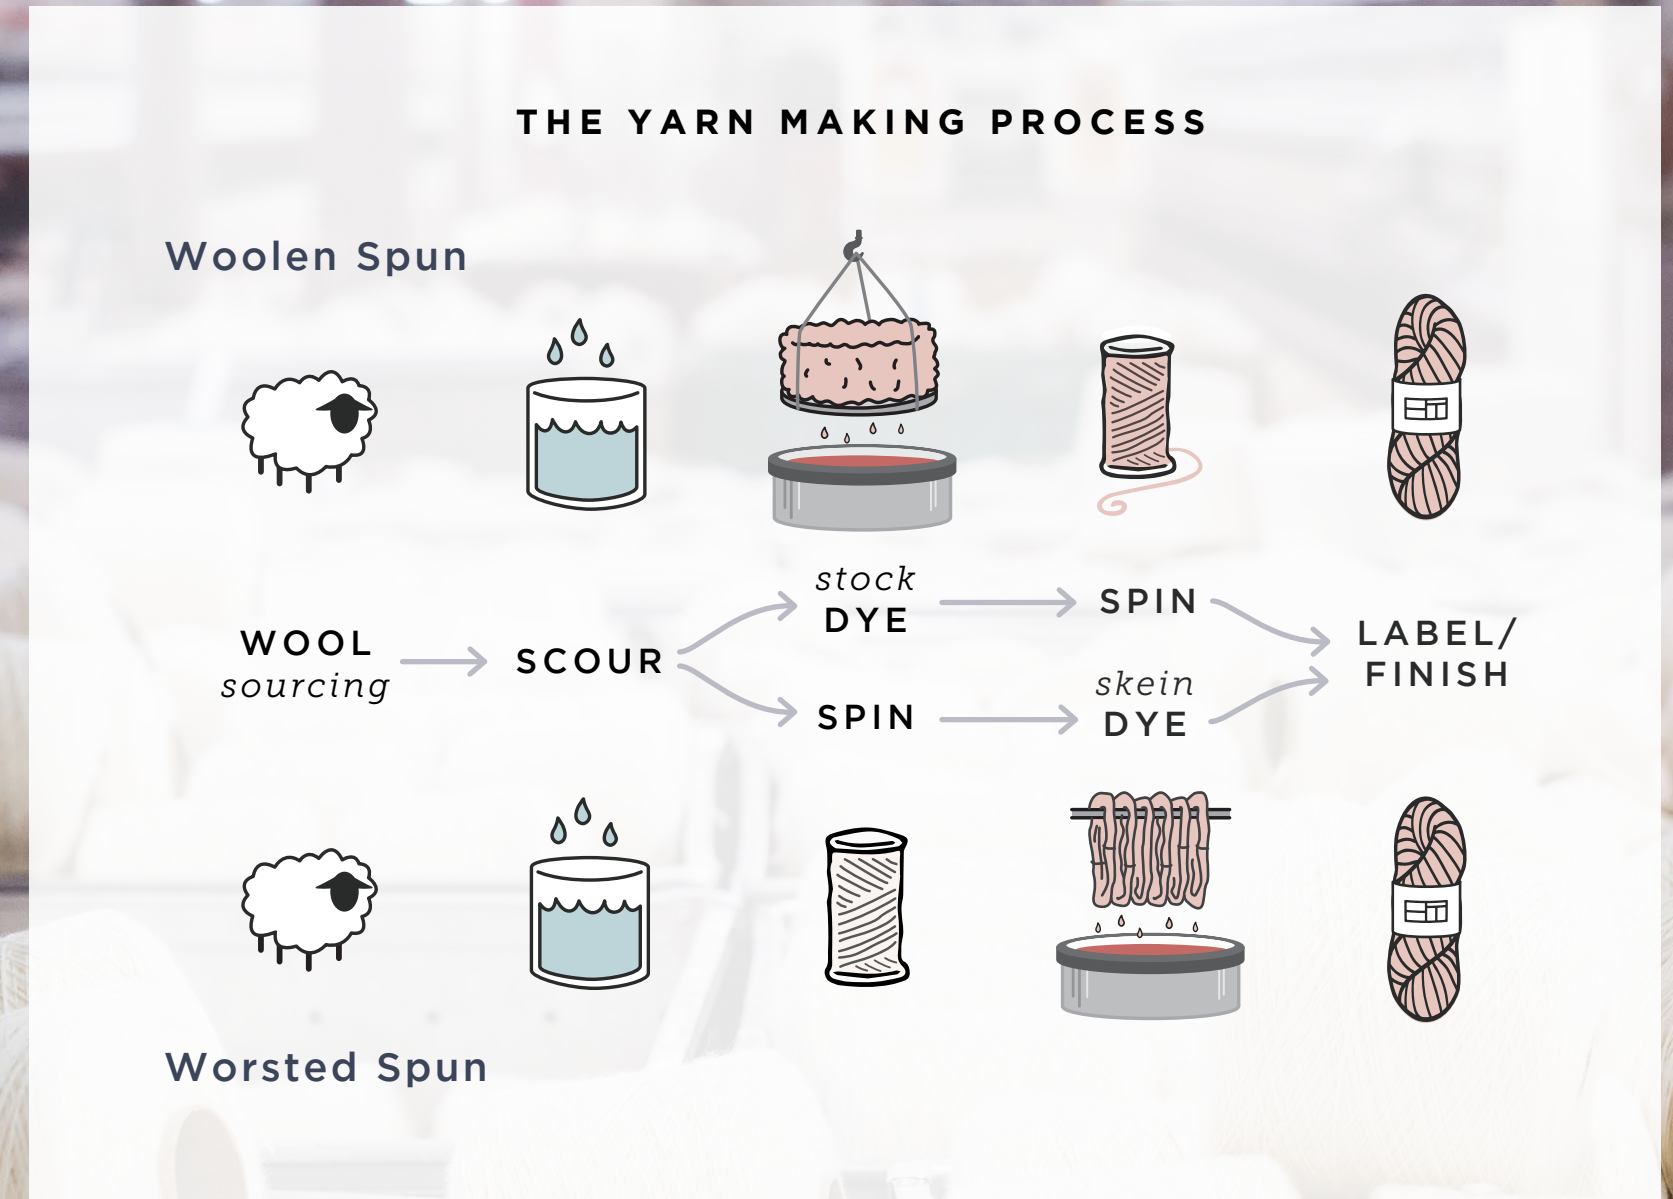 THE YARN MAKING PROCESS
Woolen Spun
WOOL
sourcing
SCOUR
stock
DYE
SPIN
SPIN
skein
DYE
LABEL/
FINISH
Worsted Spun